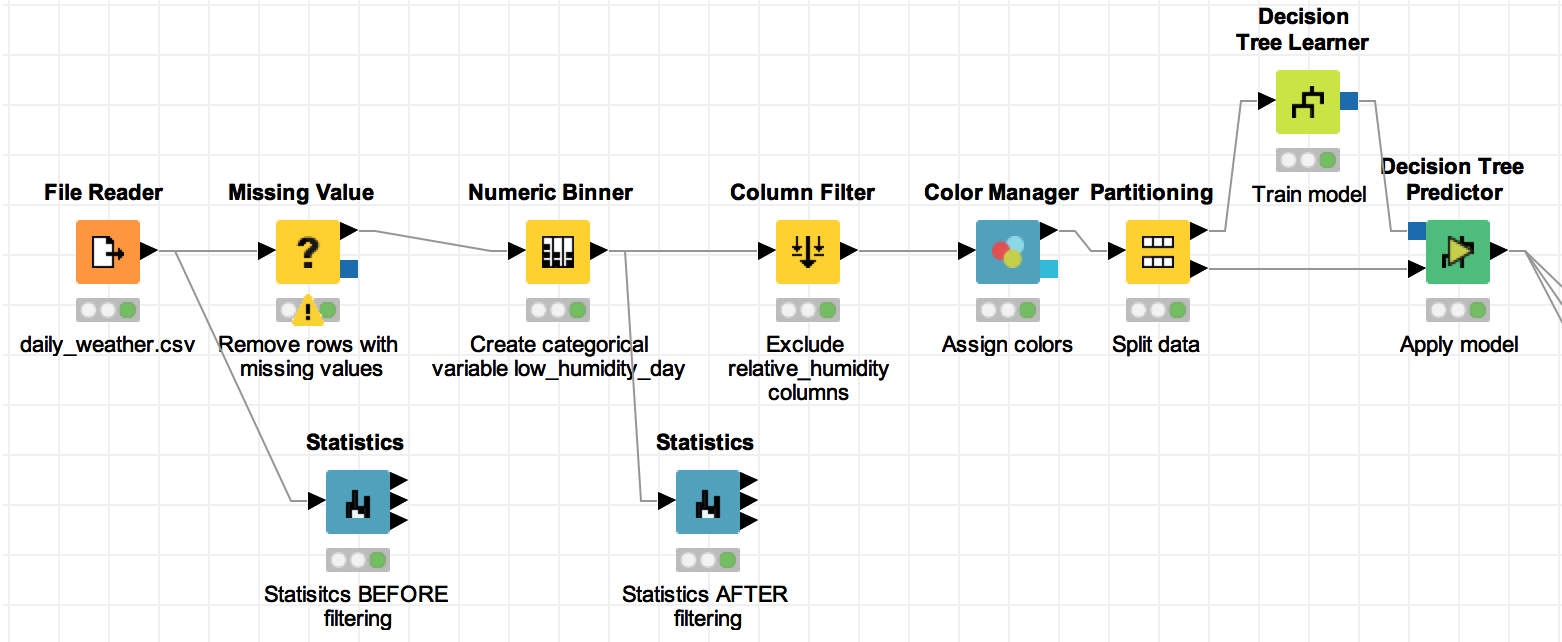 Decision
Tree Learner
Train model
File Reader
daily_weather.csv
Missing Value
?
!
Remove rows with
missing values
Numeric Binner
Create categorical
variable low_humidity_day
Column Filter
Exclude
relative_humidity
columns
Color Manager
Assign colors
Partitioning
Split data
Decision Tree
Predictor
Apply model
Statistics
Statisitcs BEFORE
filtering
Statistics
Statistics AFTER
filtering